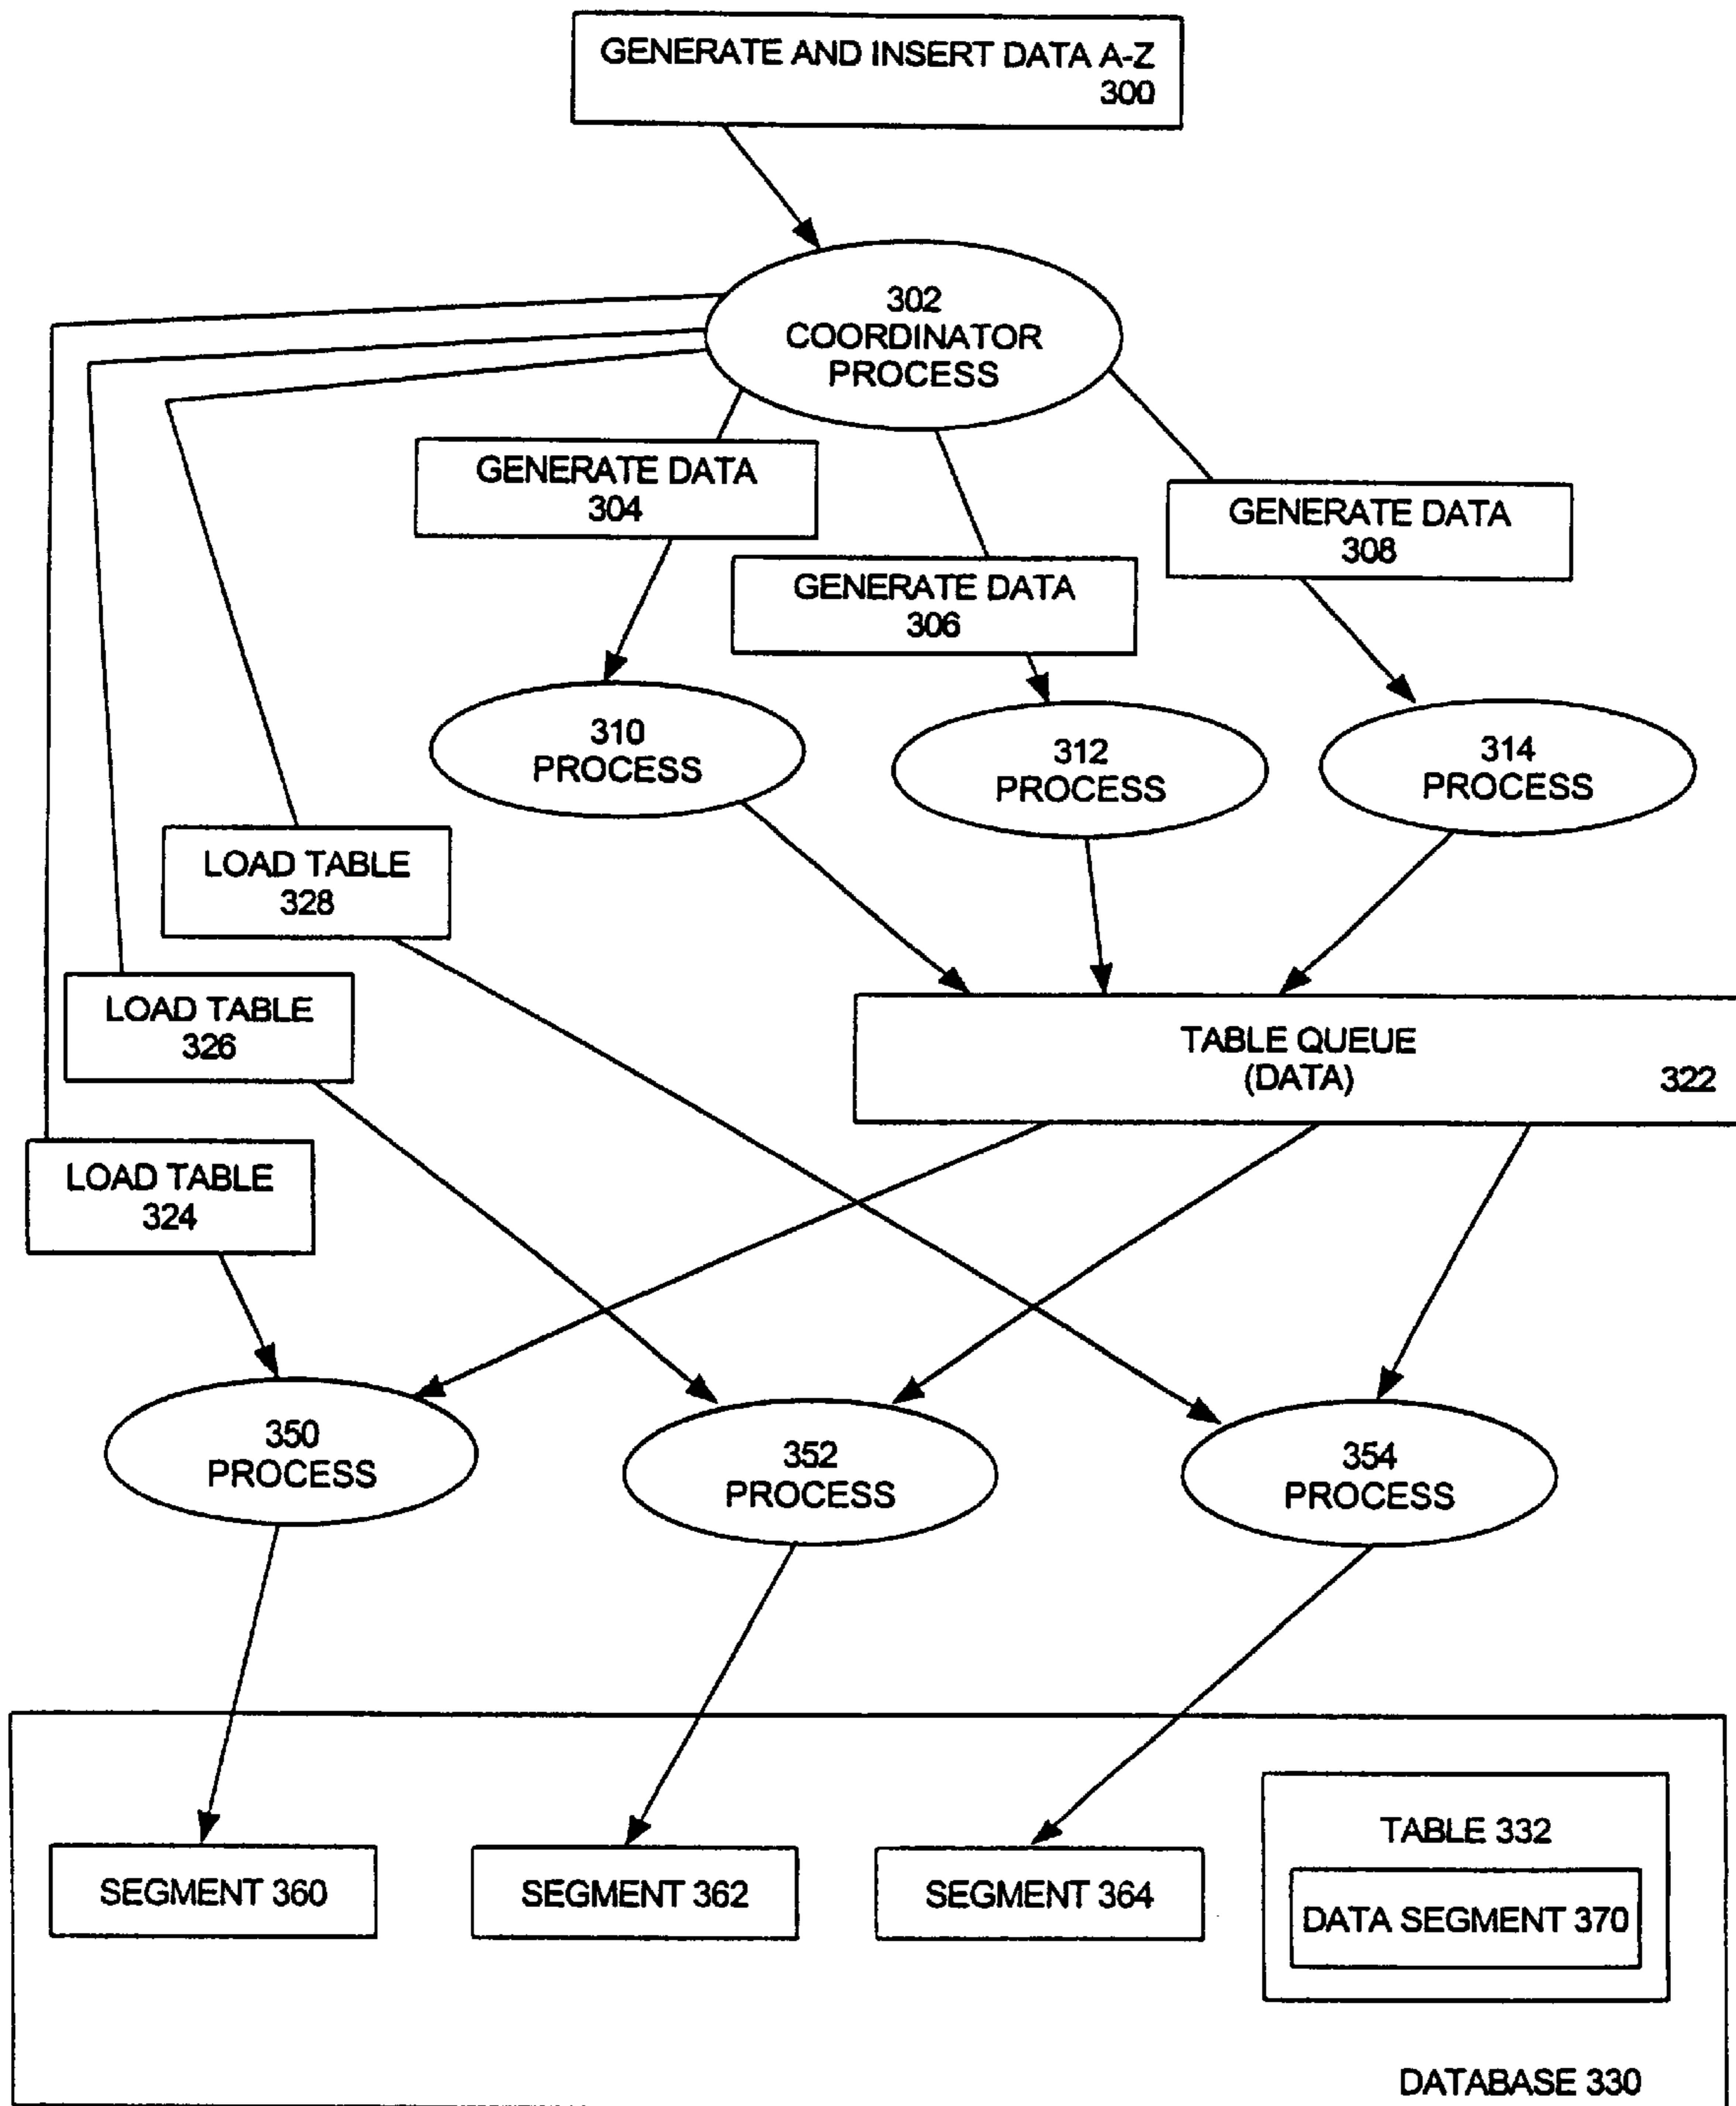 GENERATE AND INSERT DATA A-Z
300
302
COORDINATOR
PROCESS
GENERATE DATA
304
GENERATE DATA
306
GENERATE DATA
308
310
PROCESS
312
PROCESS
314
PROCESS
LOAD TABLE
328
LOAD TABLE
326
LOAD TABLE
324
TABLE QUEUE
(DATA)
322
350
PROCESS
352
PROCESS
354
PROCESS
SEGMENT 360
SEGMENT 362
SEGMENT 364
TABLE 332
DATA SEGMENT 370
DATABASE 330